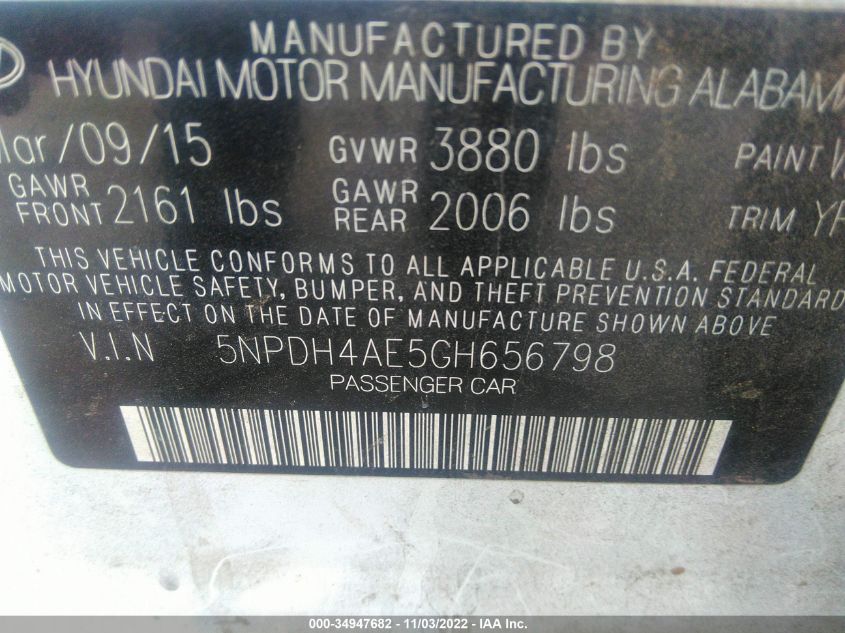 MANUFACTURED BY
HYUNDAI MOTOR MANUFACTURING ALABAMA
Mar/09/15 GVWR 3880 lbs PAINT
GAWR FRONT 2161 lbs GAWR REAR 2006 lbs TRIM
THIS VEHICLE CONFORMS TO ALL APPLICABLE U.S.A. FEDERAL
MOTOR VEHICLE SAFETY, BUMPER, AND THEFT PREVENTION STANDARD
IN EFFECT ON THE DATE OF MANUFACTURE SHOWN ABOVE
V.I.N 5NPDH4AE5GH656798
PASSENGER CAR
000-34947682 - 11/03/2022 - IAA Inc.